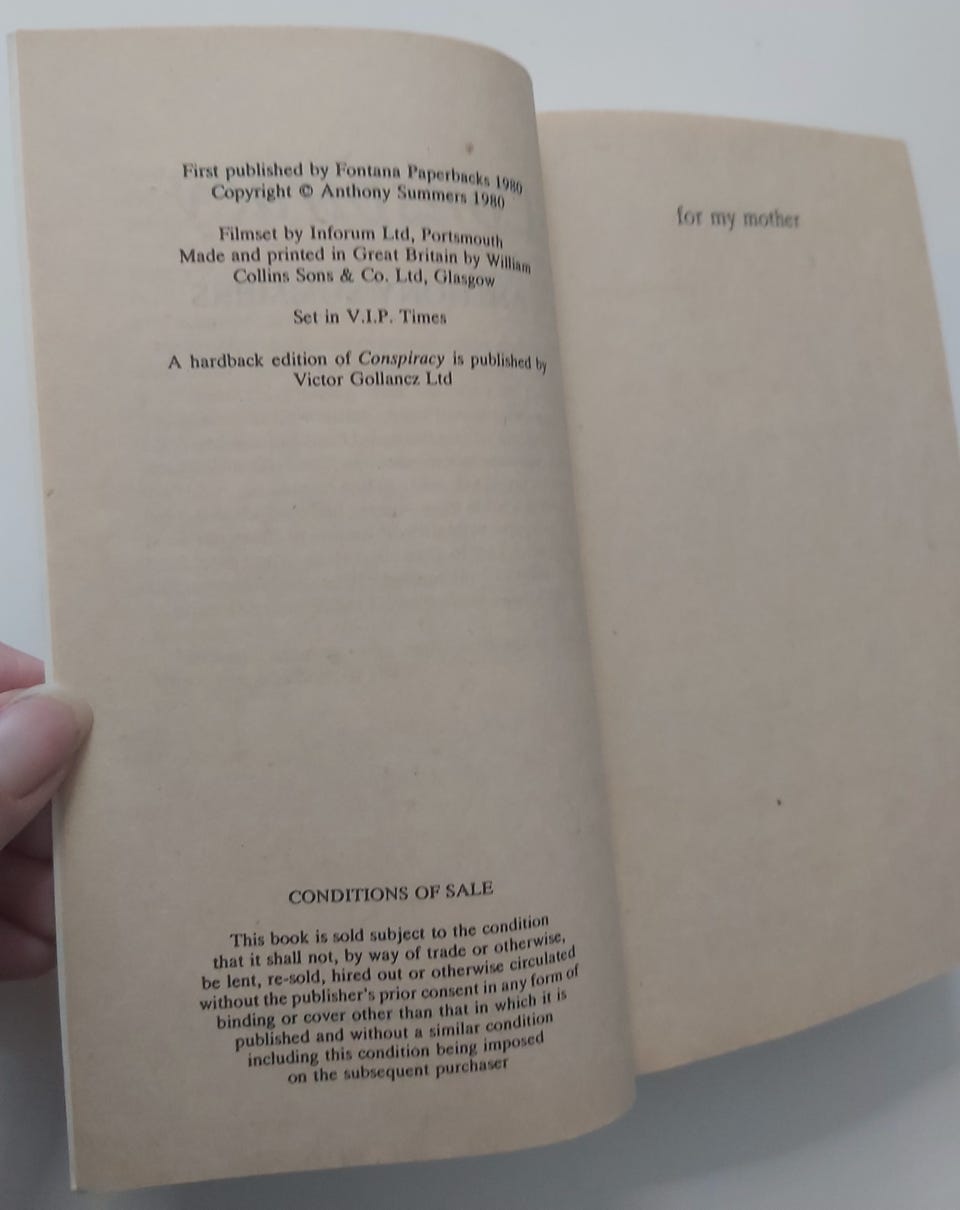 First published by Fontana Paperbacks 1980
Copyright © Anthony Summers 1980
Filmset by Inforum Ltd, Portsmouth
Made and printed in Great Britain by William
Collins Sons & Co. Ltd, Glasgow
Set in V.I.P. Times
A hardback edition of Conspiracy is published by
Victor Gollancz Ltd
CONDITIONS OF SALE
This book is sold subject to the condition
that it shall not, by way of trade or otherwise,
be lent, re-sold, hired out or otherwise circulated
without the publisher's prior consent in any form of
binding or cover other than that in which it is
published and without a similar condition
including this condition being imposed
on the subsequent purchaser
for my mother